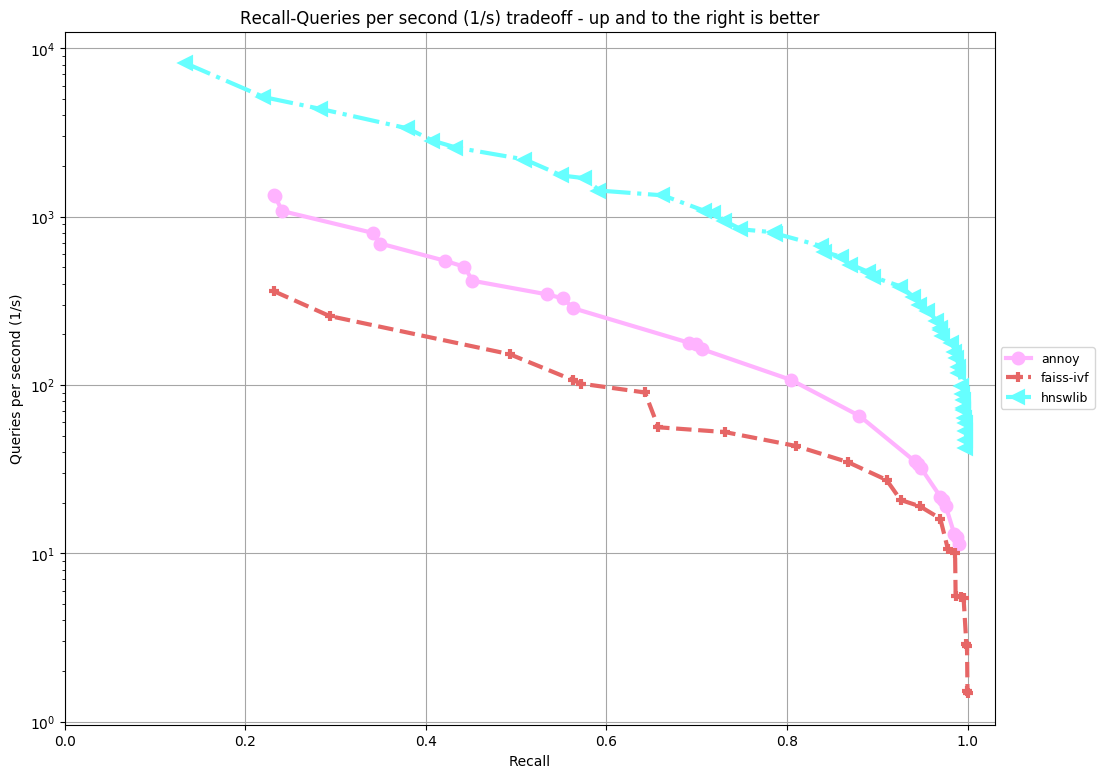 Recall-Queries per second (1/s) tradeoff - up and to the right is better
Queries per second (1/s)
10⁴
10³
10²
10¹
10⁰
0.0 0.2 0.4 0.6 0.8 1.0
Recall
annoy
faiss-ivf
hnswlib